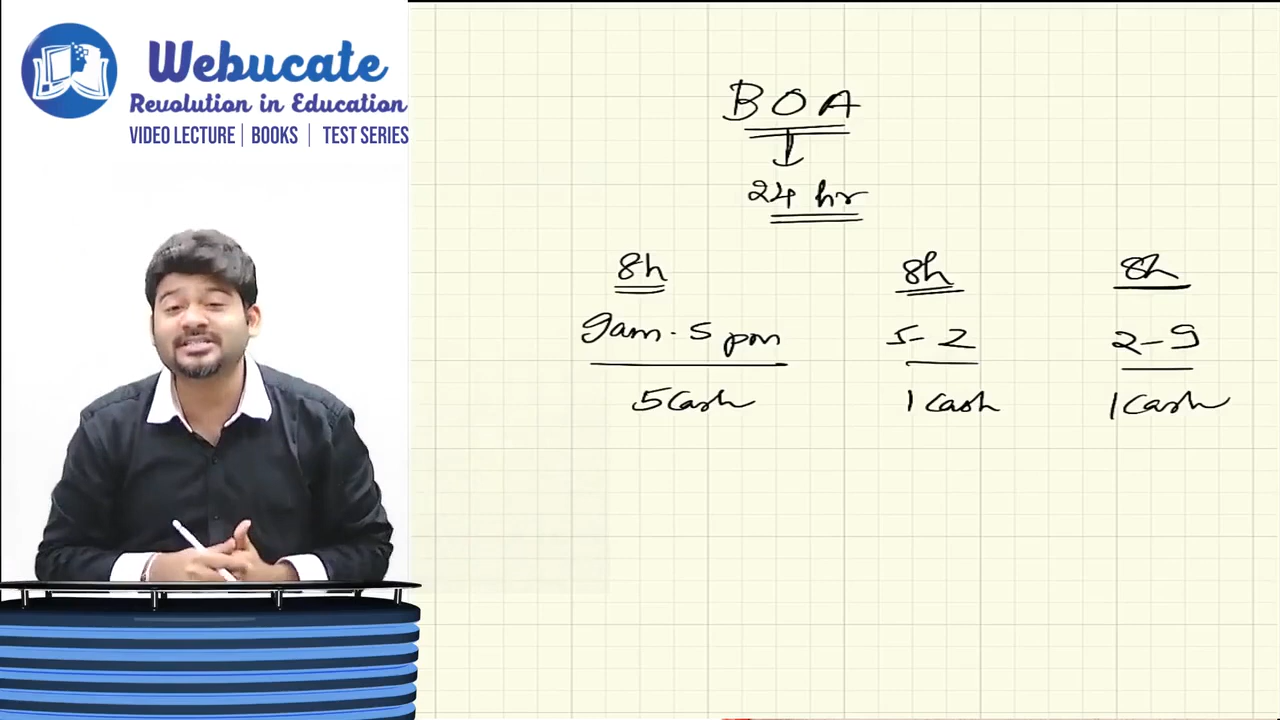 Webucate
Revolution in Education
VIDEO LECTURE | BOOKS | TEST SERIES
BOA
24 hr
8h 8h 8h
9am - 5 pm 5-2 2-9
5 Cash 1 Cash 1 Cash